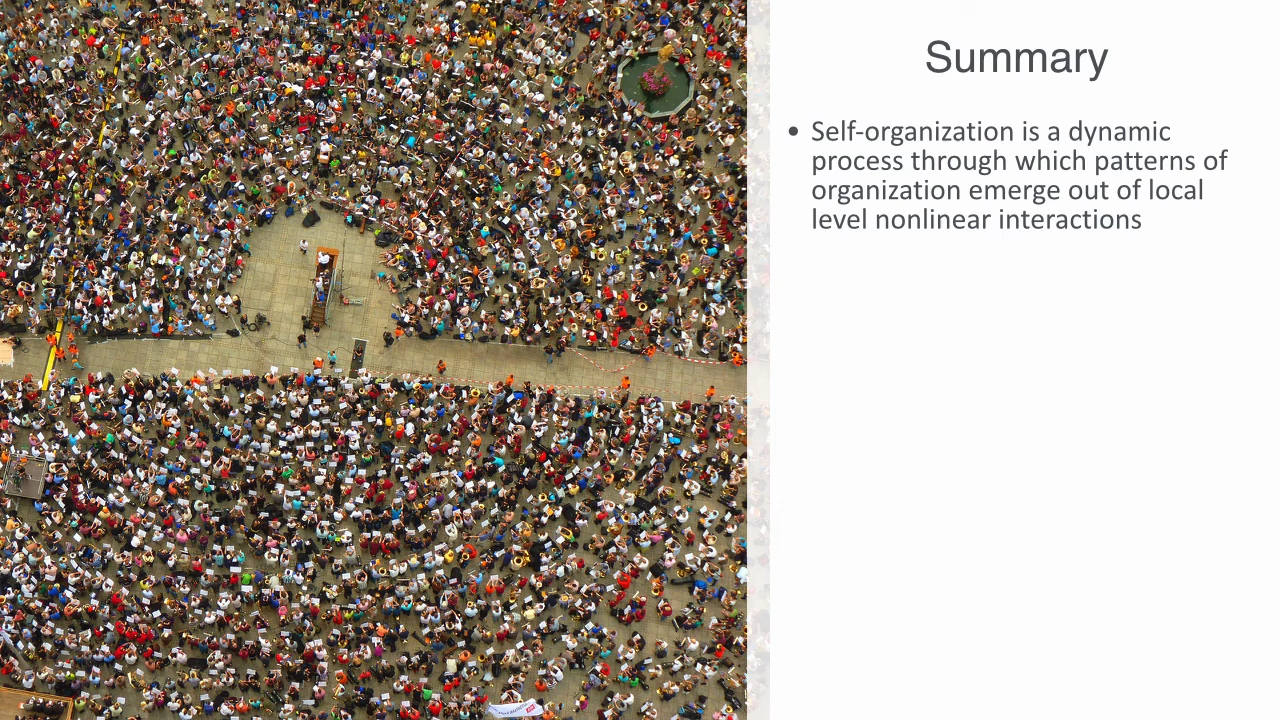 Summary
• Self-organization is a dynamic
process through which patterns of
organization emerge out of local
level nonlinear interactions